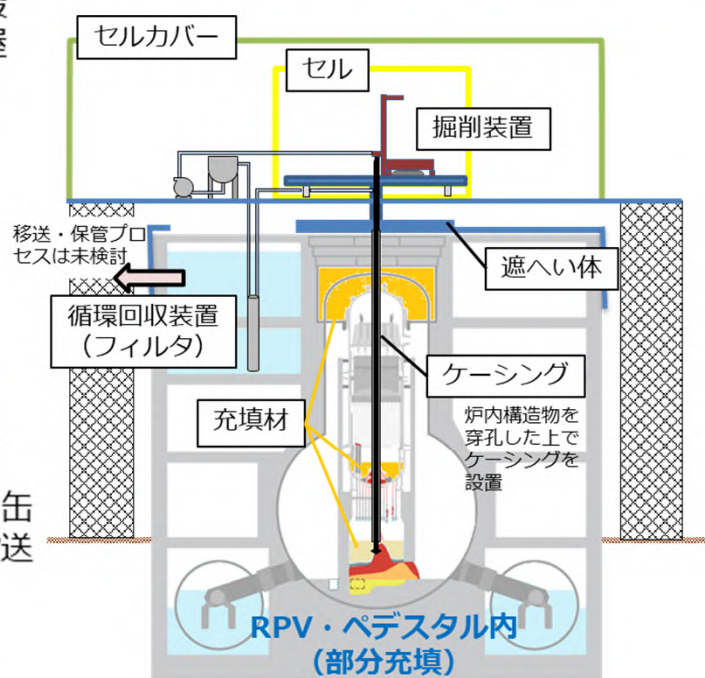 セルカバー
セル
掘削装置
移送・保管プロ
セスは未検討
遮へい体
循環回収装置
（フィルタ）
ケーシング
炉内構造物を
穿孔した上で
ケーシングを
設置
充填材
缶
送
RPV・ペデスタル内
（部分充填）